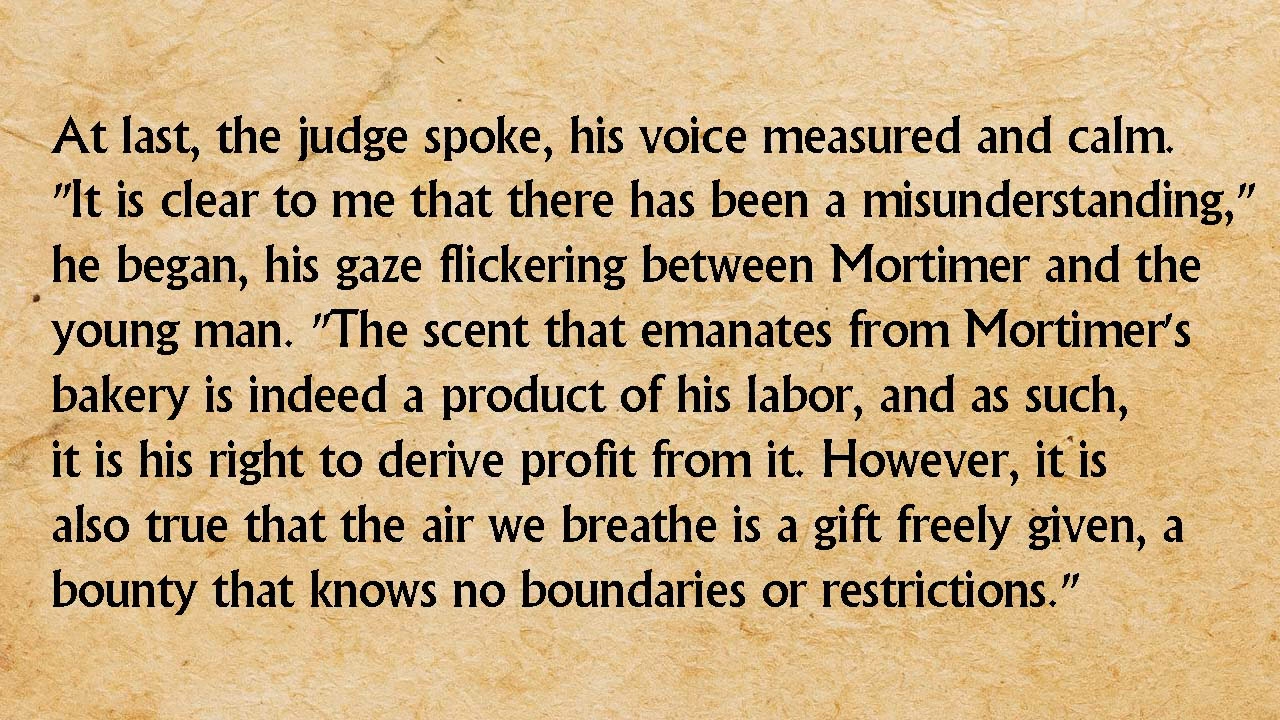 At last, the judge spoke, his voice measured and calm.
"It is clear to me that there has been a misunderstanding,"
he began, his gaze flickering between Mortimer and the
young man. "The scent that emanates from Mortimer's
bakery is indeed a product of his labor, and as such,
it is his right to derive profit from it. However, it is
also true that the air we breathe is a gift freely given, a
bounty that knows no boundaries or restrictions."